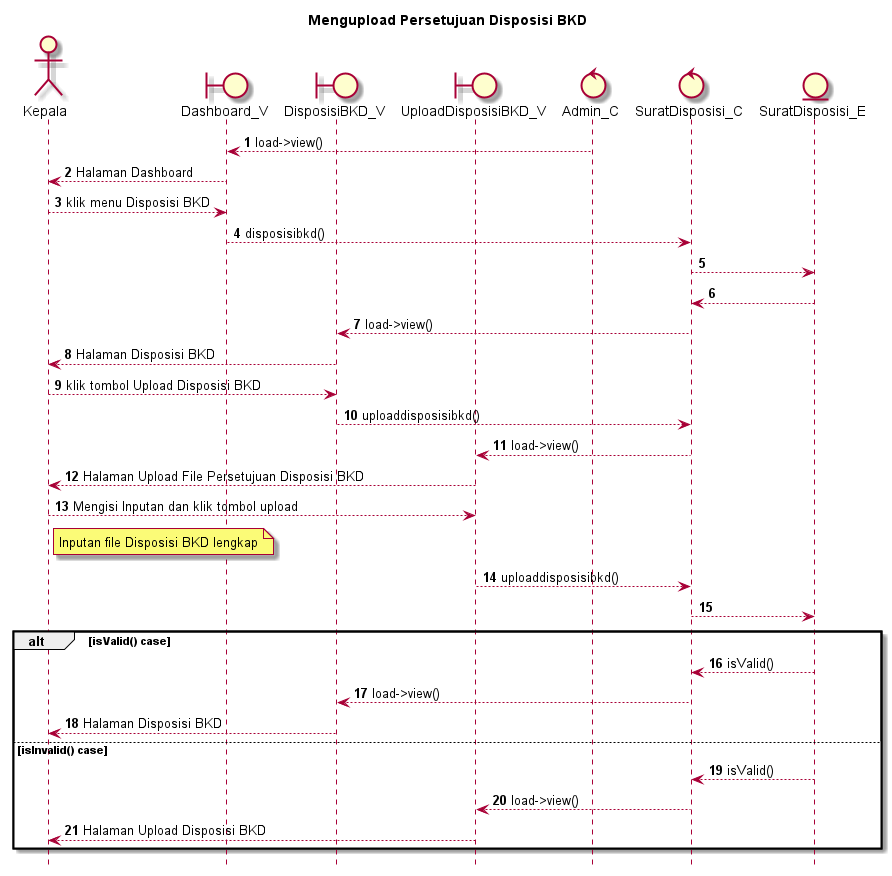 Mengupload Persetujuan Disposisi BKD
Kepala Dashboard_V DisposisiBKD_V UploadDisposisiBKD_V Admin_C SuratDisposisi_C SuratDisposisi_E
1 load->view()
2 Halaman Dashboard
3 klik menu Disposisi BKD
4 disposisibkd()
5
6
7 load->view()
8 Halaman Disposisi BKD
9 klik tombol Upload Disposisi BKD
10 uploaddisposisibkd()
11 load->view()
12 Halaman Upload File Persetujuan Disposisi BKD
13 Mengisi Inputan dan klik tombol upload
Inputan file Disposisi BKD lengkap
14 uploaddisposisibkd()
15
alt [isValid() case]
16 isValid()
17 load->view()
18 Halaman Disposisi BKD
[isInvalid() case]
19 isValid()
20 load->view()
21 Halaman Upload Disposisi BKD